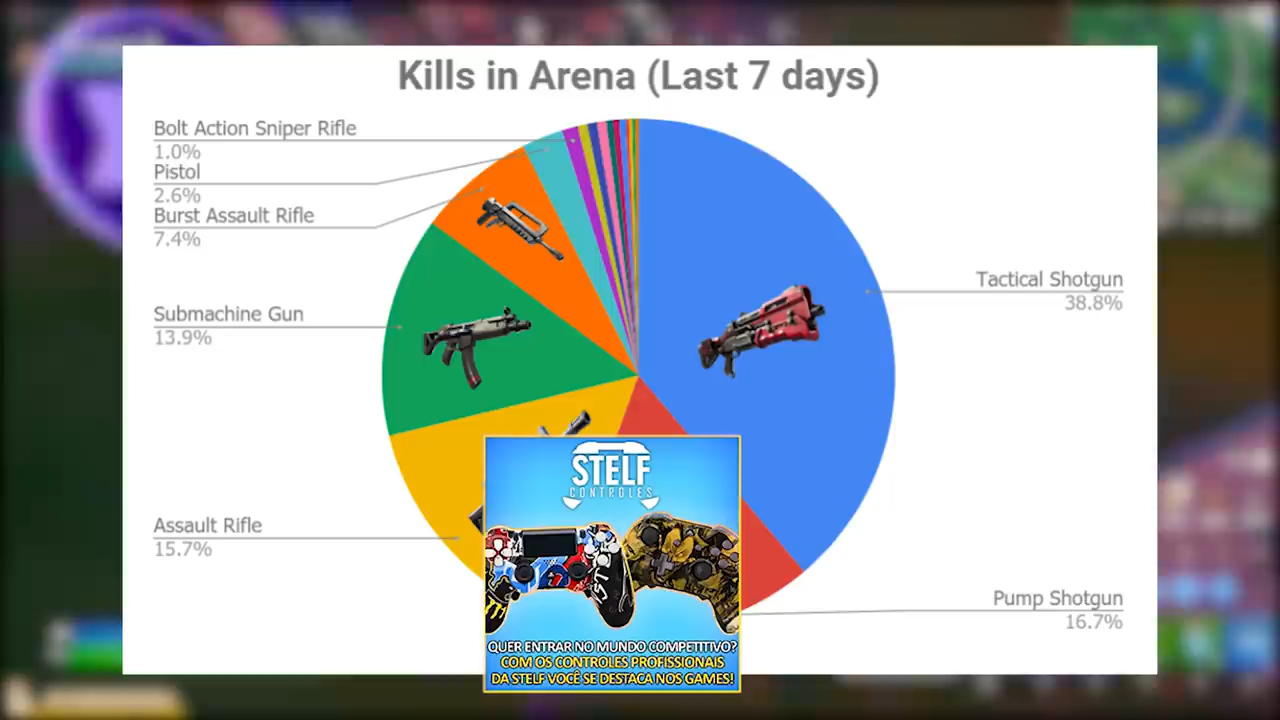 Kills in Arena (Last 7 days)
Bolt Action Sniper Rifle
1.0%
Pistol
2.6%
Burst Assault Rifle
7.4%
Submachine Gun
13.9%
Assault Rifle
15.7%
Tactical Shotgun
38.8%
Pump Shotgun
16.7%
STELF
CONTROLES
QUER ENTRAR NO MUNDO COMPETITIVO?
COM OS CONTROLES PROFISSIONAIS
DA STELF VOCÊ SE DESTACA NOS GAMES!